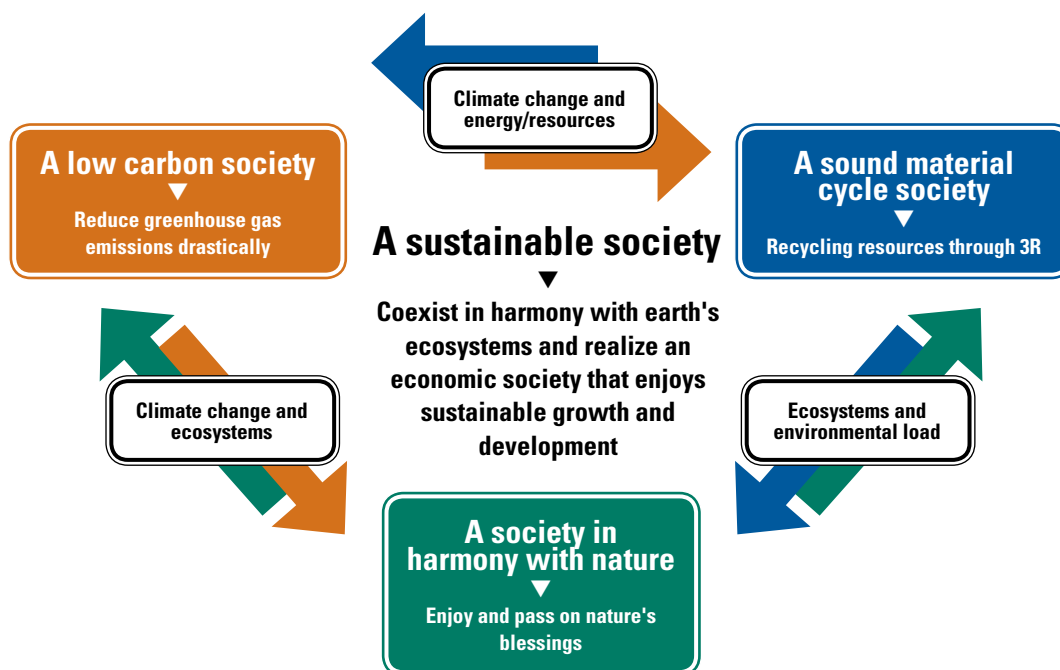 Climate change and
energy/resources
A low carbon society
▼
Reduce greenhouse gas
emissions drastically
A sound material
cycle society
▼
Recycling resources through 3R
A sustainable society
▼
Coexist in harmony with earth's
ecosystems and realize an
economic society that enjoys
sustainable growth and
development
Climate change and
ecosystems
Ecosystems and
environmental load
A society in
harmony with nature
▼
Enjoy and pass on nature's
blessings